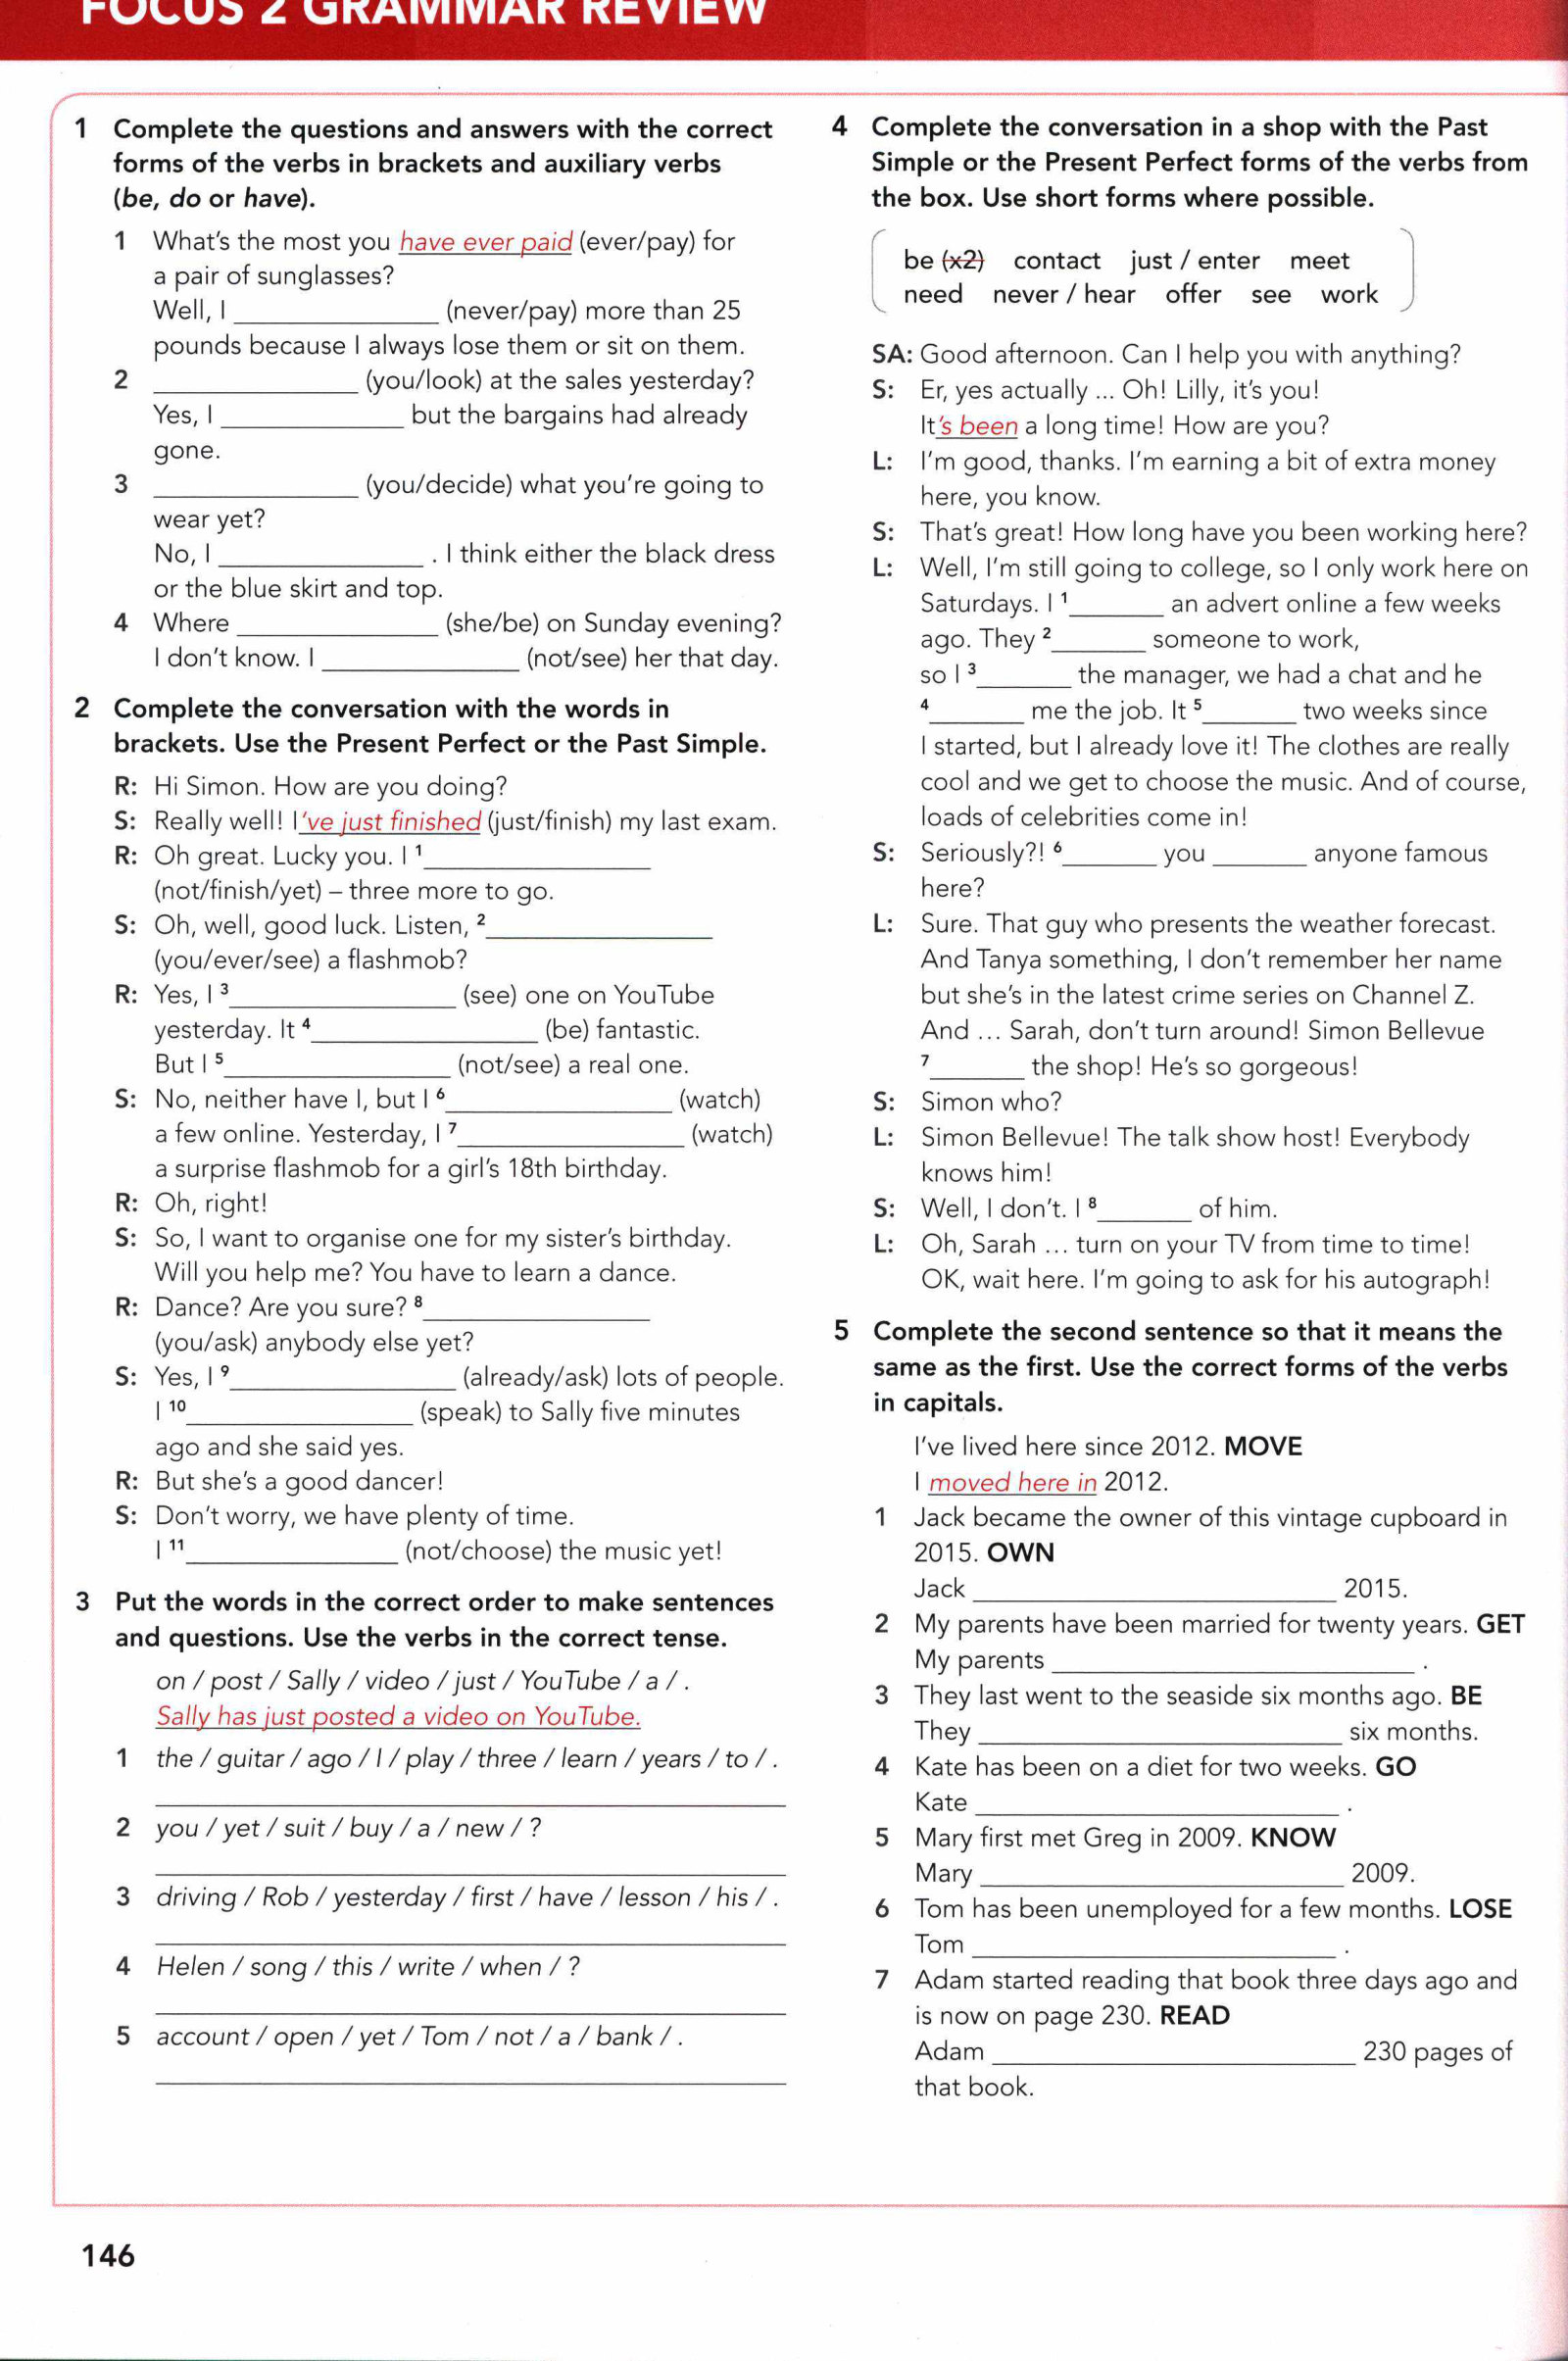 FOCUS 2 GRAMMAR REVIEW
1 Complete the questions and answers with the correct
forms of the verbs in brackets and auxiliary verbs
(be, do or have).
1 What's the most you have ever paid (ever/pay) for
a pair of sunglasses?
Well, I ______ (never/pay) more than 25
pounds because I always lose them or sit on them.
2 ______ (you/look) at the sales yesterday?
Yes, I ______ but the bargains had already
gone.
3 ______ (you/decide) what you're going to
wear yet?
No, I ______ . I think either the black dress
or the blue skirt and top.
4 Where ______ (she/be) on Sunday evening?
I don't know. I ______ (not/see) her that day.
2 Complete the conversation with the words in
brackets. Use the Present Perfect or the Past Simple.
R: Hi Simon. How are you doing?
S: Really well! I 've just finished (just/finish) my last exam.
R: Oh great. Lucky you. I 1______
(not/finish/yet) – three more to go.
S: Oh, well, good luck. Listen, 2______
(you/ever/see) a flashmob?
R: Yes, I 3______ (see) one on YouTube
yesterday. It 4______ (be) fantastic.
But I 5______ (not/see) a real one.
S: No, neither have I, but I 6______ (watch)
a few online. Yesterday, I 7______ (watch)
a surprise flashmob for a girl's 18th birthday.
R: Oh, right!
S: So, I want to organise one for my sister's birthday.
Will you help me? You have to learn a dance.
R: Dance? Are you sure? 8______
(you/ask) anybody else yet?
S: Yes, I 9______ (already/ask) lots of people.
I 10______ (speak) to Sally five minutes
ago and she said yes.
R: But she's a good dancer!
S: Don't worry, we have plenty of time.
I 11______ (not/choose) the music yet!
3 Put the words in the correct order to make sentences
and questions. Use the verbs in the correct tense.
on / post / Sally / video / just / YouTube / a / .
Sally has just posted a video on YouTube.
1 the / guitar / ago / I / play / three / learn / years / to / .
2 you / yet / suit / buy / a / new / ?
3 driving / Rob / yesterday / first / have / lesson / his / .
4 Helen / song / this / write / when / ?
5 account / open / yet / Tom / not / a / bank / .
4 Complete the conversation in a shop with the Past
Simple or the Present Perfect forms of the verbs from
the box. Use short forms where possible.
be (x2) contact just / enter meet
need never / hear offer see work
SA: Good afternoon. Can I help you with anything?
S: Er, yes actually ... Oh! Lilly, it's you!
It's been a long time! How are you?
L: I'm good, thanks. I'm earning a bit of extra money
here, you know.
S: That's great! How long have you been working here?
L: Well, I'm still going to college, so I only work here on
Saturdays. I 1______ an advert online a few weeks
ago. They 2______ someone to work,
so I 3______ the manager, we had a chat and he
4______ me the job. It 5______ two weeks since
I started, but I already love it! The clothes are really
cool and we get to choose the music. And of course,
loads of celebrities come in!
S: Seriously?! 6______ you ______ anyone famous
here?
L: Sure. That guy who presents the weather forecast.
And Tanya something, I don't remember her name
but she's in the latest crime series on Channel Z.
And ... Sarah, don't turn around! Simon Bellevue
7______ the shop! He's so gorgeous!
S: Simon who?
L: Simon Bellevue! The talk show host! Everybody
knows him!
S: Well, I don't. I 8______ of him.
L: Oh, Sarah ... turn on your TV from time to time!
OK, wait here. I'm going to ask for his autograph!
5 Complete the second sentence so that it means the
same as the first. Use the correct forms of the verbs
in capitals.
I've lived here since 2012. MOVE
I moved here in 2012.
1 Jack became the owner of this vintage cupboard in
2015. OWN
Jack ______ 2015.
2 My parents have been married for twenty years. GET
My parents ______ .
3 They last went to the seaside six months ago. BE
They ______ six months.
4 Kate has been on a diet for two weeks. GO
Kate ______ .
5 Mary first met Greg in 2009. KNOW
Mary ______ 2009.
6 Tom has been unemployed for a few months. LOSE
Tom ______ .
7 Adam started reading that book three days ago and
is now on page 230. READ
Adam ______ 230 pages of
that book.
146